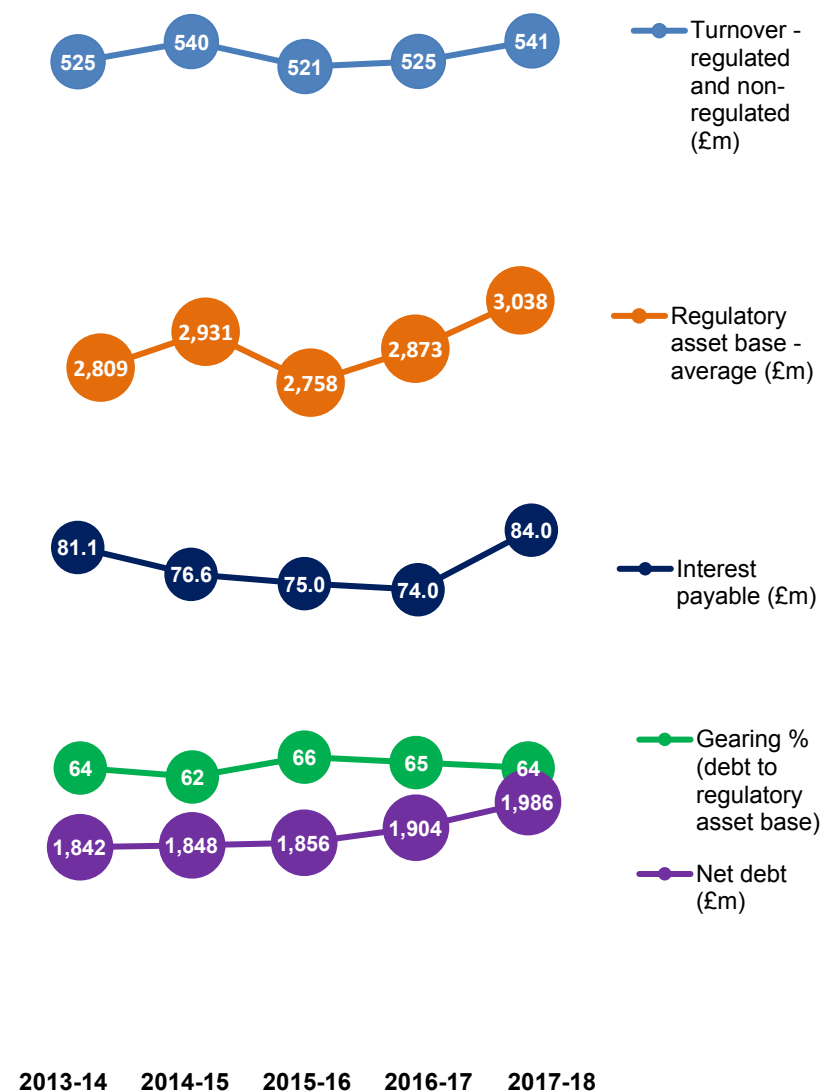 525
540
521
525
541
Turnover -
regulated
and non-
regulated
(£m)
2,809
2,931
2,758
2,873
3,038
Regulatory
asset base -
average (£m)
81.1
76.6
75.0
74.0
84.0
Interest
payable (£m)
64
62
66
65
64
Gearing %
(debt to
regulatory
asset base)
1,842
1,848
1,856
1,904
1,986
Net debt
(£m)
2013-14 2014-15 2015-16 2016-17 2017-18